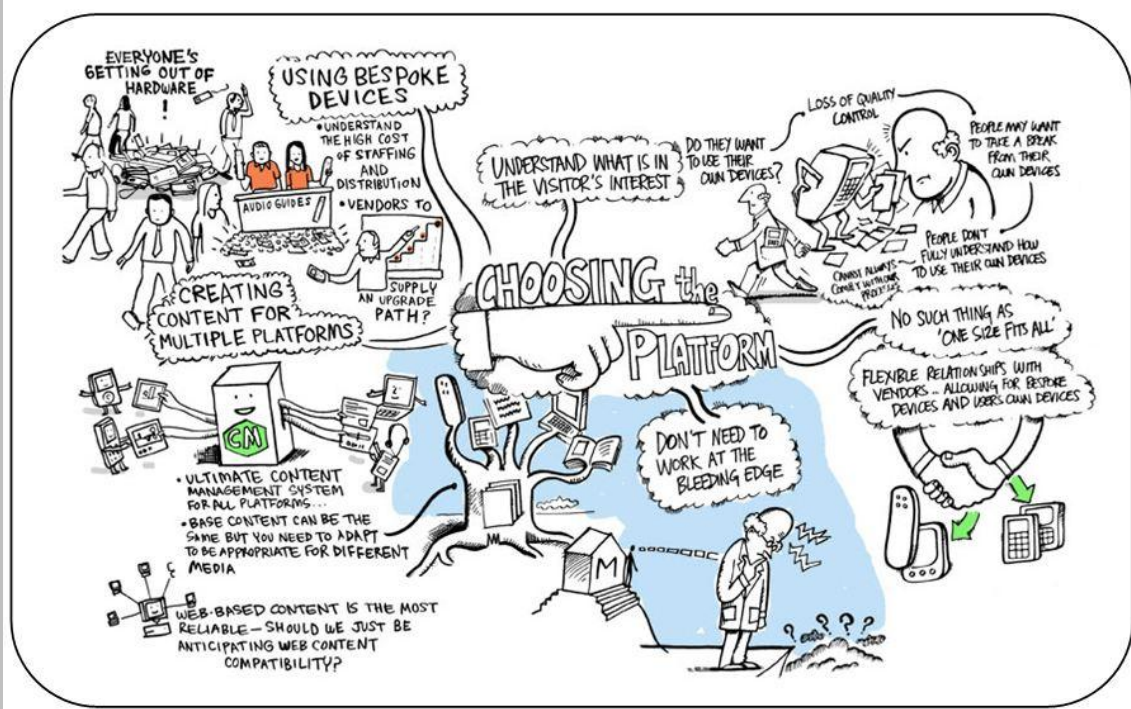 EVERYONE'S
GETTING OUT OF
HARDWARE
!
USING BESPOKE
DEVICES
• UNDERSTAND
THE HIGH COST
OF STAFFING
AND
DISTRIBUTION
• VENDORS TO
SUPPLY
AN UPGRADE
PATH?
AUDIO GUIDES
CREATING
CONTENT FOR
MULTIPLE PLATFORMS
CM
• ULTIMATE CONTENT
MANAGEMENT SYSTEM
FOR ALL PLATFORMS...
• BASE CONTENT CAN BE THE
SAME BUT YOU NEED TO ADAPT
TO BE APPROPRIATE FOR DIFFERENT
MEDIA
WEB-BASED CONTENT IS THE MOST
RELIABLE – SHOULD WE JUST BE
ANTICIPATING WEB CONTENT
COMPATIBILITY?
UNDERSTAND WHAT IS IN
THE VISITOR'S INTEREST
CHOOSING the
PLATFORM
M
DON'T NEED TO
WORK AT THE
BLEEDING EDGE
? ? ? ?
DO THEY WANT
TO USE THEIR
OWN DEVICES?
LOSS OF QUALITY
CONTROL
PEOPLE MAY WANT
TO TAKE A BREAK
FROM THEIR
OWN DEVICES
PEOPLE DON'T
FULLY UNDERSTAND HOW
TO USE THEIR OWN DEVICES
CANNOT ALWAYS
COMPLY WITH OUR
NO SUCH THING AS
'ONE SIZE FITS ALL'
FLEXIBLE RELATIONSHIPS WITH
VENDORS... ALLOWING FOR BESPOKE
DEVICES AND USERS OWN DEVICES